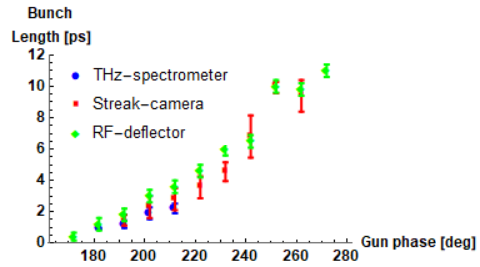 Bunch
Length [ps]
12
THz-spectrometer
10
Streak-camera
8
RF-deflector
6
4
2
0
180 200 220 240 260 280
Gun phase [deg]